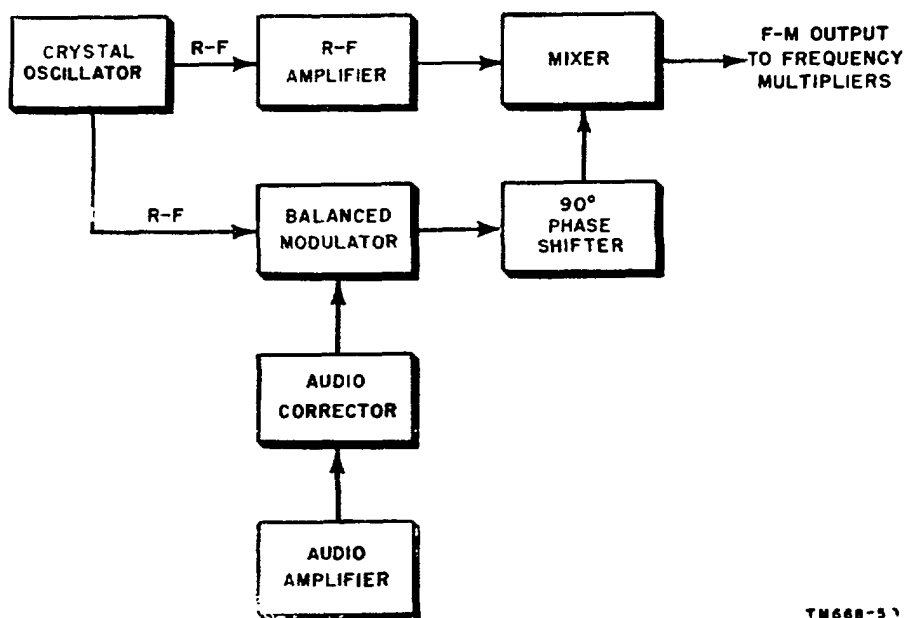 CRYSTAL
OSCILLATOR
R-F
R-F
AMPLIFIER
MIXER
F-M OUTPUT
TO FREQUENCY
MULTIPLIERS
R-F
BALANCED
MODULATOR
90°
PHASE
SHIFTER
AUDIO
CORRECTOR
AUDIO
AMPLIFIER